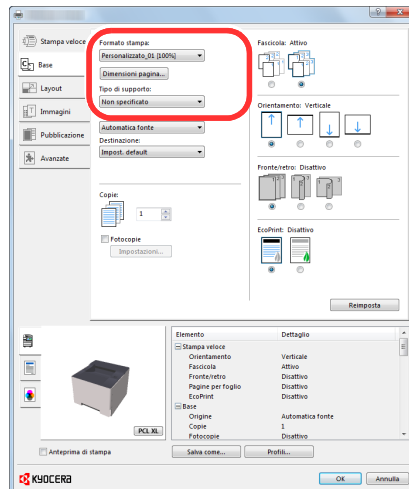 Stampa veloce
Base
Layout
Immagini
Pubblicazione
Avanzate
Formato stampa:
Personalizzato_01 [100%]
Dimensioni pagina...
Tipo di supporto:
Non specificato
Automatica fonte
Destinazione:
Impost. default
Copie:
1
Fotocopie
Impostazioni...
Fascicola: Attivo
Orientamento: Verticale
Fronte/retro: Disattivo
EcoPrint: Disattivo
Reimposta
PCL XL
Anteprima di stampa
Elemento Dettaglio
Stampa veloce
Orientamento Verticale
Fascicola Attivo
Fronte/retro Disattivo
Pagine per foglio Disattivo
EcoPrint Disattivo
Base
Origine Automatica fonte
Copie 1
Fotocopie Disattivo
Salva come... Profili...
KYOCERA
OK Annulla